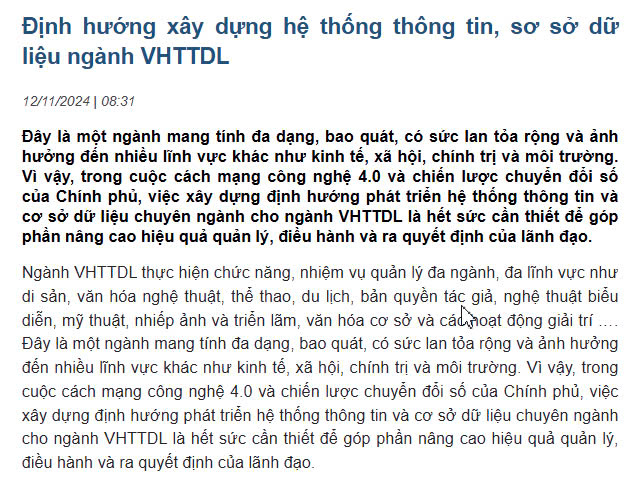 Định hướng xây dựng hệ thống thông tin, sơ sở dữ
liệu ngành VHTTDL
12/11/2024 | 08:31
Đây là một ngành mang tính đa dạng, bao quát, có sức lan tỏa rộng và ảnh
hưởng đến nhiều lĩnh vực khác như kinh tế, xã hội, chính trị và môi trường.
Vì vậy, trong cuộc cách mạng công nghệ 4.0 và chiến lược chuyển đổi số
của Chính phủ, việc xây dựng định hướng phát triển hệ thống thông tin và
cơ sở dữ liệu chuyên ngành cho ngành VHTTDL là hết sức cần thiết để góp
phần nâng cao hiệu quả quản lý, điều hành và ra quyết định của lãnh đạo.
Ngành VHTTDL thực hiện chức năng, nhiệm vụ quản lý đa ngành, đa lĩnh vực như
di sản, văn hóa nghệ thuật, thể thao, du lịch, bản quyền tác giả, nghệ thuật biểu
diễn, mỹ thuật, nhiếp ảnh và triển lãm, văn hóa cơ sở và các hoạt động giải trí ….
Đây là một ngành mang tính đa dạng, bao quát, có sức lan tỏa rộng và ảnh hưởng
đến nhiều lĩnh vực khác như kinh tế, xã hội, chính trị và môi trường. Vì vậy, trong
cuộc cách mạng công nghệ 4.0 và chiến lược chuyển đổi số của Chính phủ, việc
xây dựng định hướng phát triển hệ thống thông tin và cơ sở dữ liệu chuyên ngành
cho ngành VHTTDL là hết sức cần thiết để góp phần nâng cao hiệu quả quản lý,
điều hành và ra quyết định của lãnh đạo.